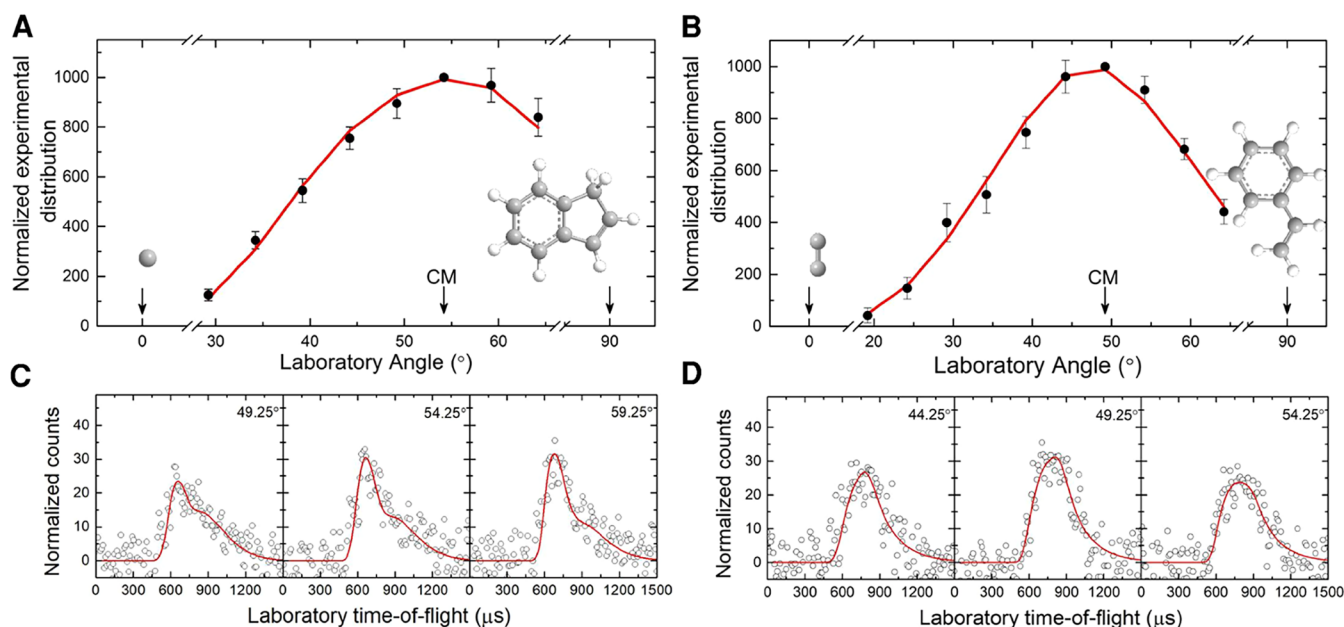 A
Normalized experimental
distribution
1000
800
600
400
200
0
CM
0 30 40 50 60 90
Laboratory Angle (°)
B
Normalized experimental
distribution
1000
800
600
400
200
0
CM
0 20 30 40 50 60 90
Laboratory Angle (°)
C
Normalized counts
40
30
20
10
0
49.25° 54.25° 59.25°
0 300 600 900 1200 0 300 600 900 1200 0 300 600 900 1200 1500
Laboratory time-of-flight (μs)
D
Normalized counts
40
30
20
10
0
44.25° 49.25° 54.25°
0 300 600 900 1200 0 300 600 900 1200 0 300 600 900 1200 1500
Laboratory time-of-flight (μs)